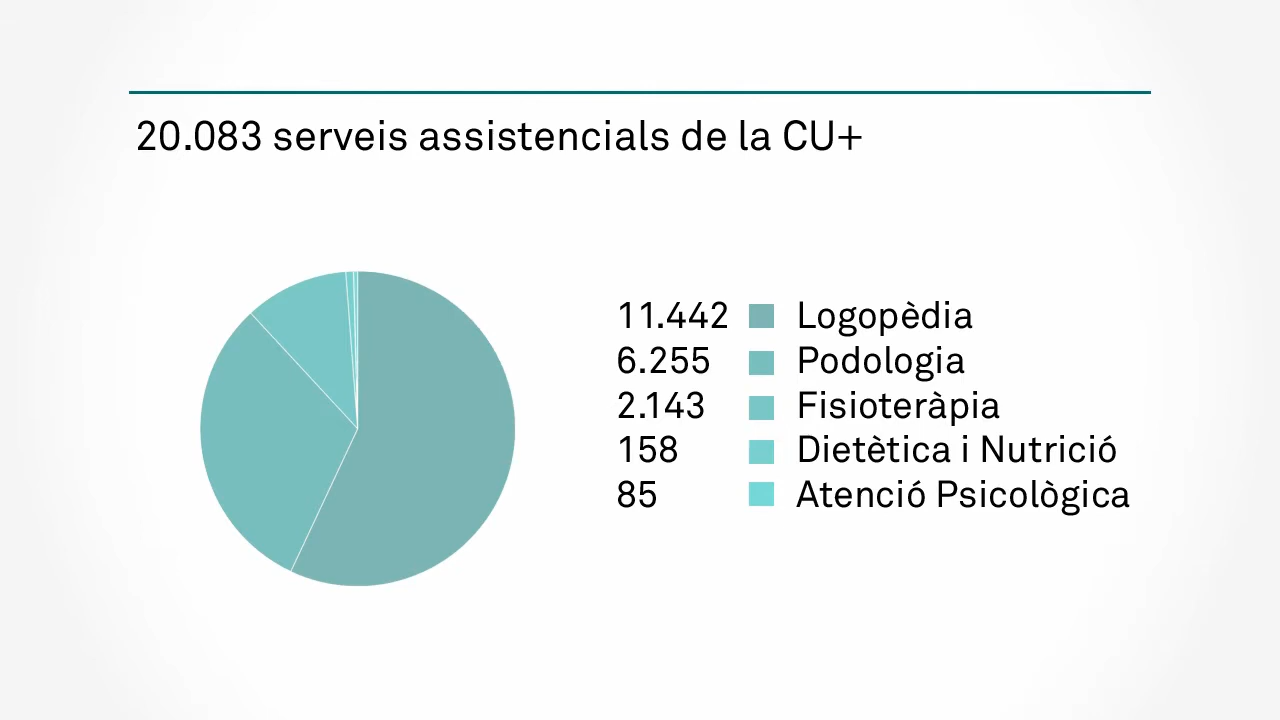 20.083 serveis assistencials de la CU+
11.442 Logopèdia
6.255 Podologia
2.143 Fisioteràpia
158 Dietètica i Nutrició
85 Atenció Psicològica